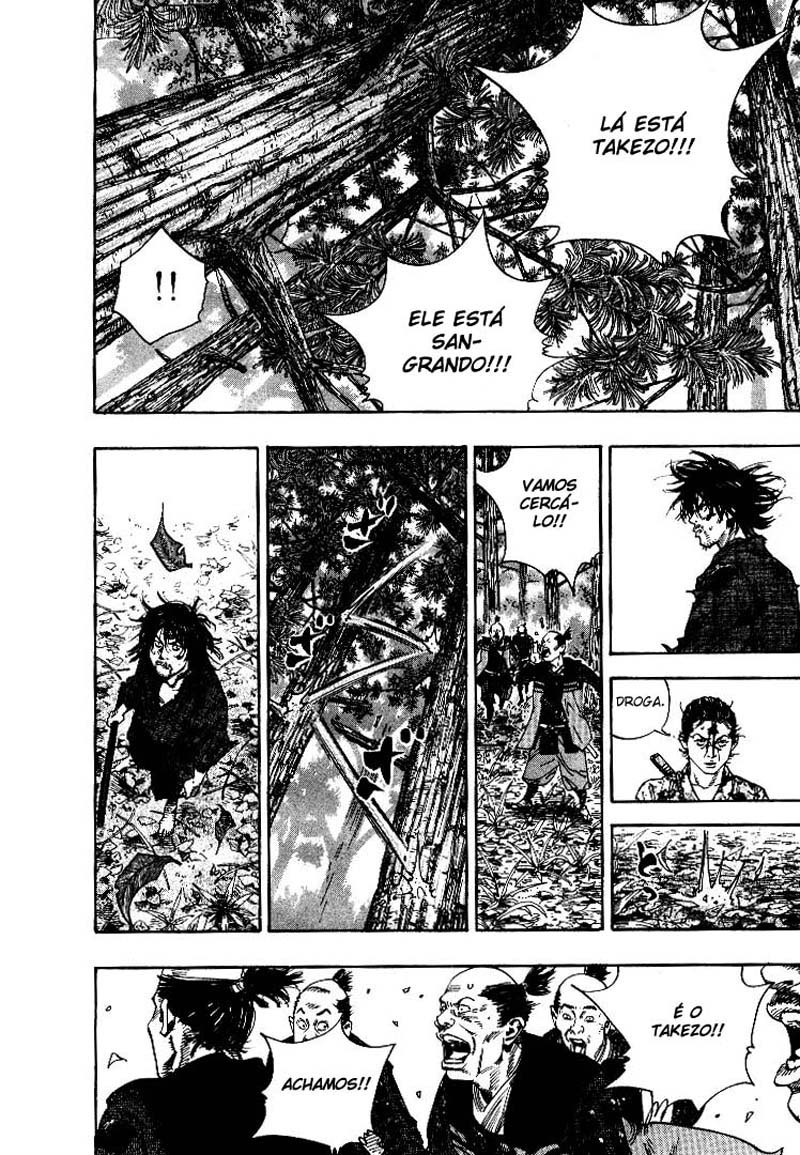 LÁ ESTÁ
TAKEZO!!!
ELE ESTÁ
SAN-
GRANDO!!!
!!
VAMOS
CERCÁ-
LO!!
DROGA.
É O
TAKEZO!!
ACHAMOS!!